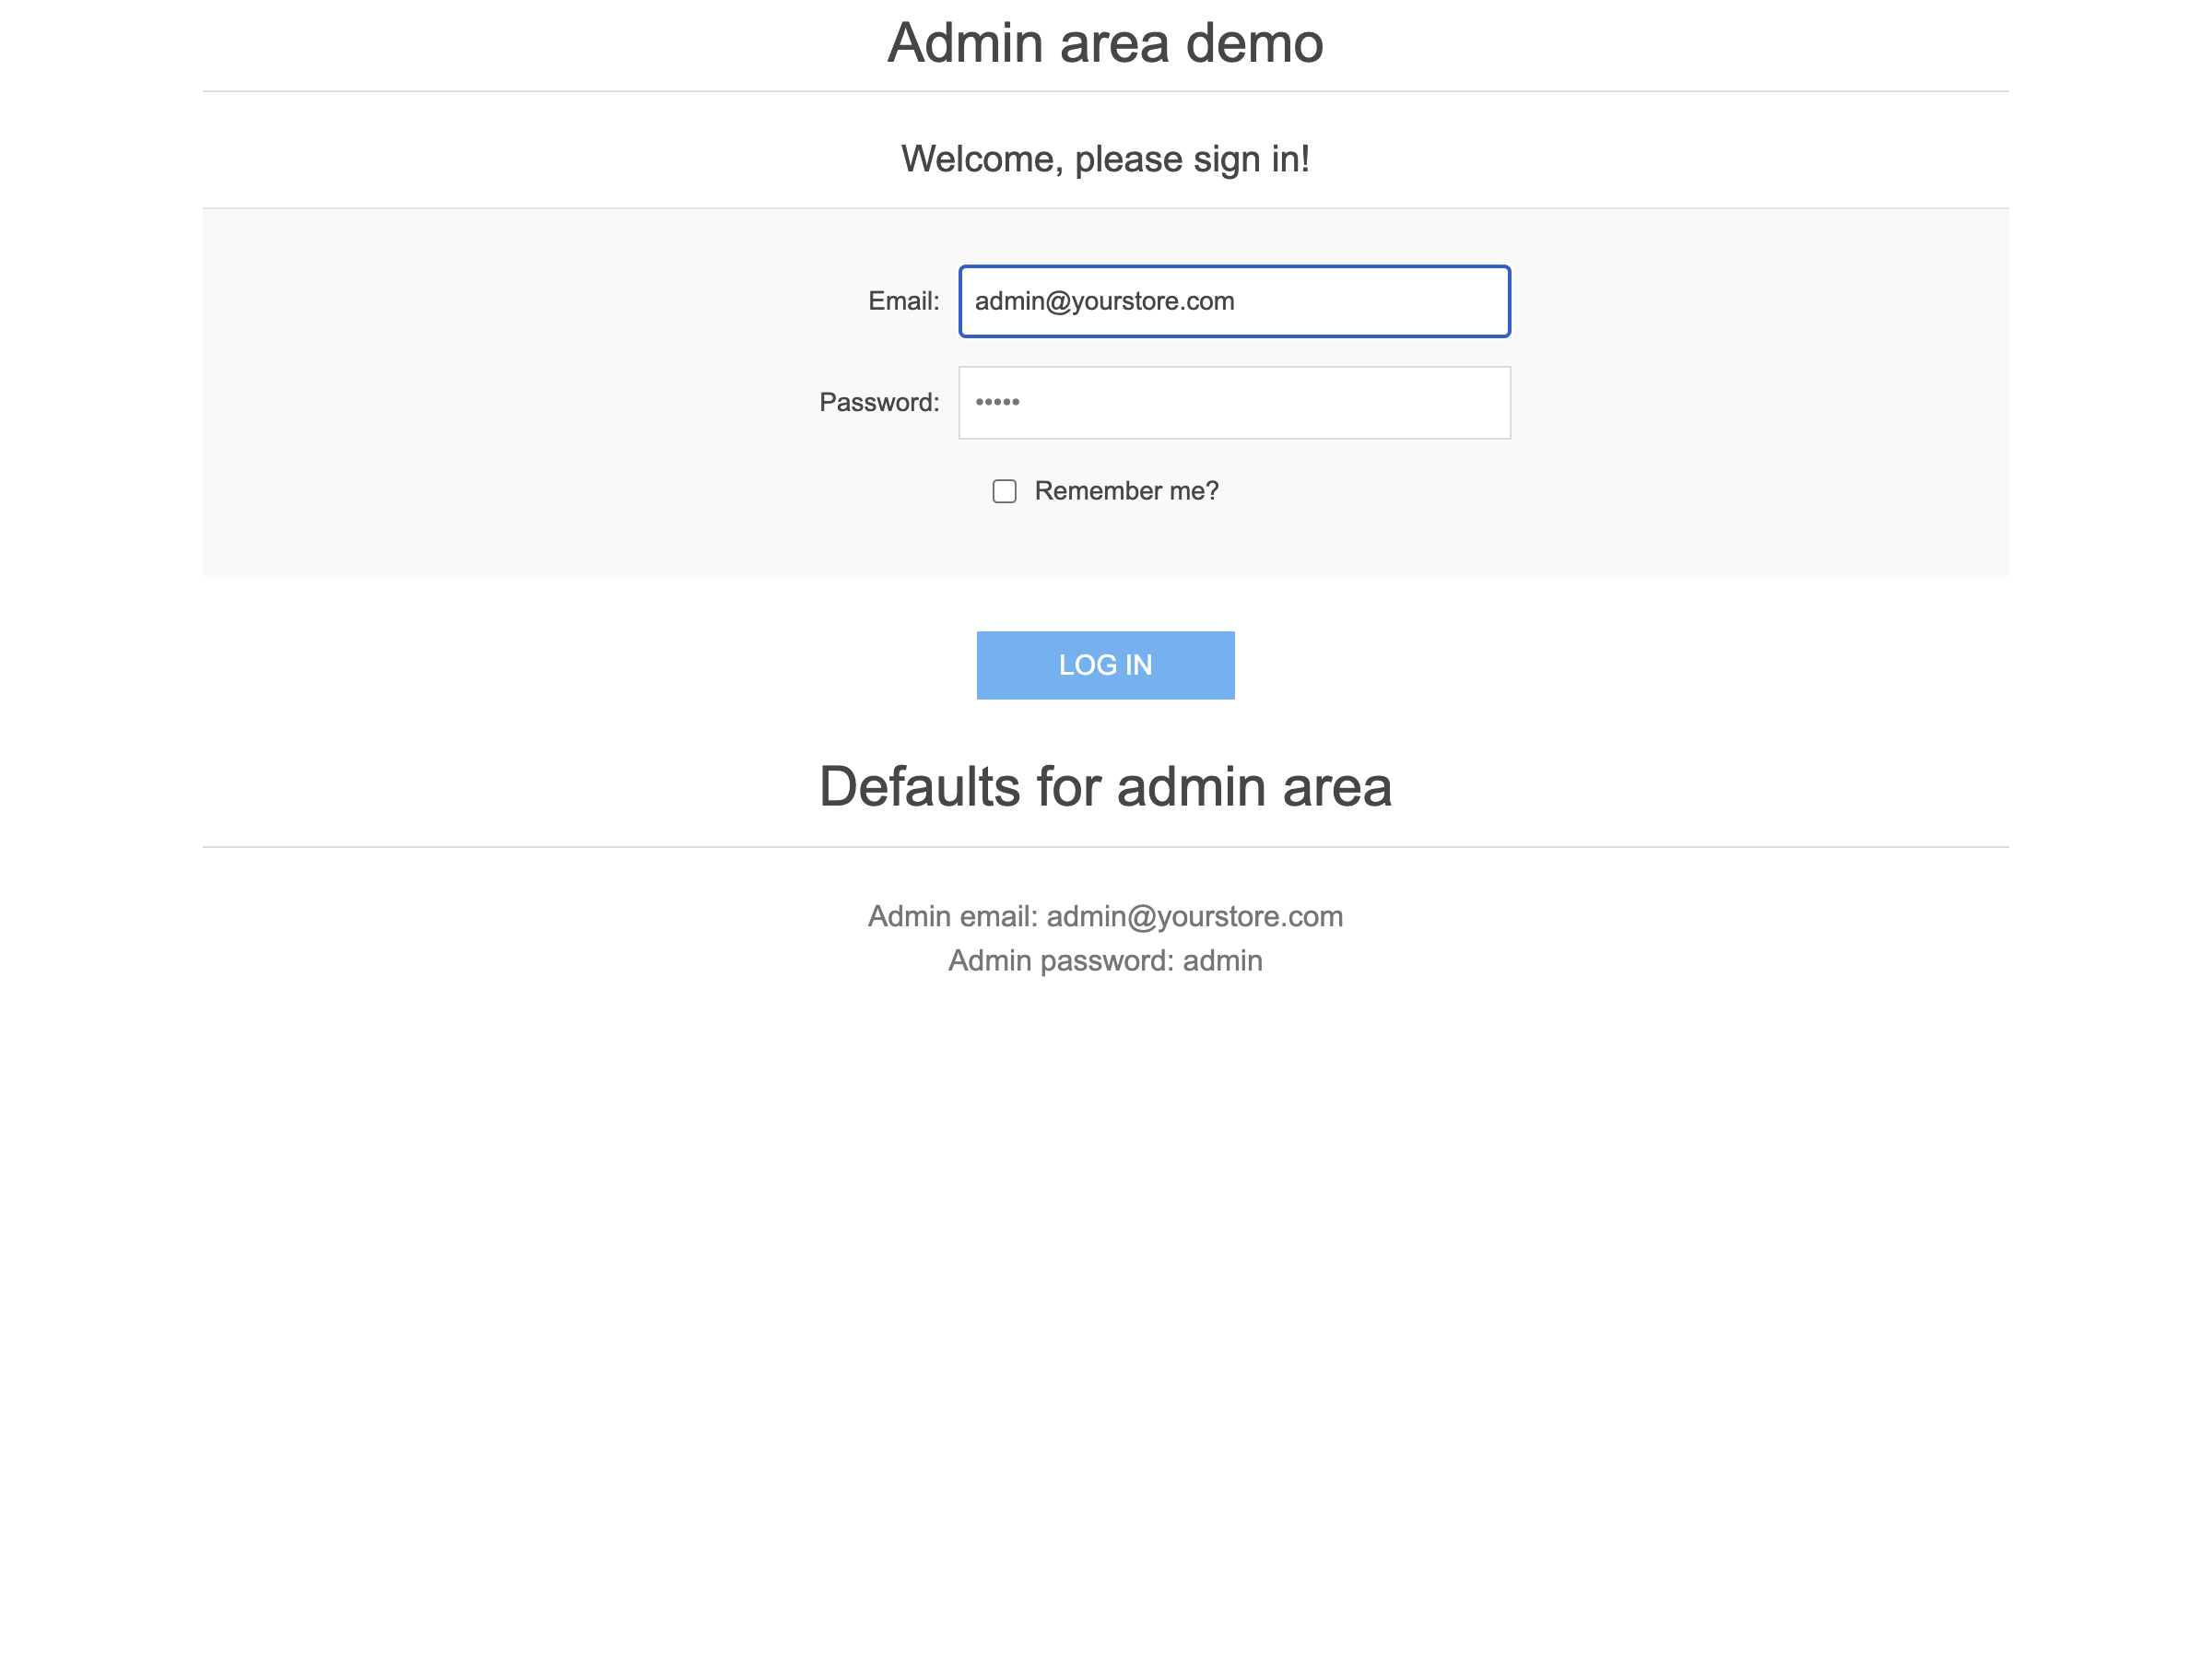 Admin area demo
Welcome, please sign in!
Email: admin@yourstore.com
Password: •••••
Remember me?
LOG IN
Defaults for admin area
Admin email: admin@yourstore.com
Admin password: admin